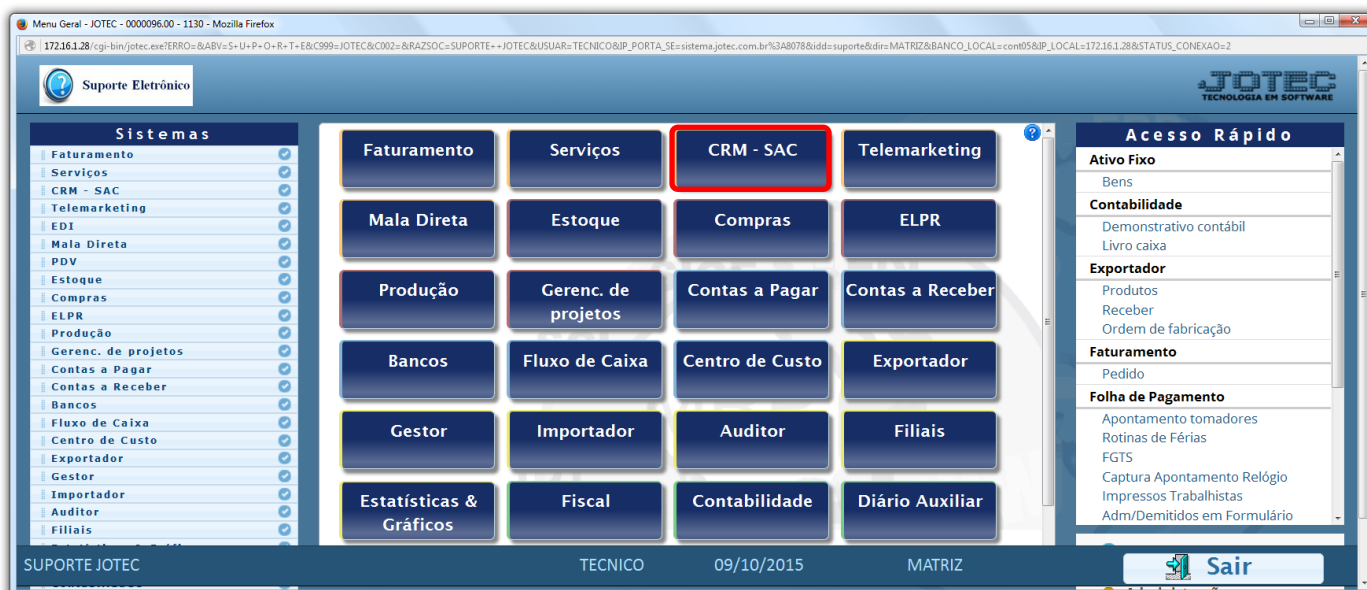 Menu Geral - JOTEC - 0000096.00 - 1130 - Mozilla Firefox
172.16.1.28/cgi-bin/jotec.exe?ERRO=&ABV=S+U+P+O+R+T+E&C999=JOTEC&C002=&RAZSOC=SUPORTE++JOTEC&USUAR=TECNICO&IP_PORTA_SE=sistema.jotec.com.br%3A8078&idd=suporte&dir=MATRIZ&BANCO_LOCAL=cont05&IP_LOCAL=172.16.1.28&STATUS_CONEXAO=2
Suporte Eletrônico
JOTEC
TECNOLOGIA EM SOFTWARE
Sistemas
Faturamento
Serviços
CRM - SAC
Telemarketing
EDI
Mala Direta
PDV
Estoque
Compras
ELPR
Produção
Gerenc. de projetos
Contas a Pagar
Contas a Receber
Bancos
Fluxo de Caixa
Centro de Custo
Exportador
Gestor
Importador
Auditor
Filiais
Faturamento
Serviços
CRM - SAC
Telemarketing
Mala Direta
Estoque
Compras
ELPR
Produção
Gerenc. de
projetos
Contas a Pagar
Contas a Receber
Bancos
Fluxo de Caixa
Centro de Custo
Exportador
Gestor
Importador
Auditor
Filiais
Estatísticas &
Gráficos
Fiscal
Contabilidade
Diário Auxiliar
Acesso Rápido
Ativo Fixo
Bens
Contabilidade
Demonstrativo contábil
Livro caixa
Exportador
Produtos
Receber
Ordem de fabricação
Faturamento
Pedido
Folha de Pagamento
Apontamento tomadores
Rotinas de Férias
FGTS
Captura Apontamento Relógio
Impressos Trabalhistas
Adm/Demitidos em Formulário
SUPORTE JOTEC
TECNICO
09/10/2015
MATRIZ
Sair